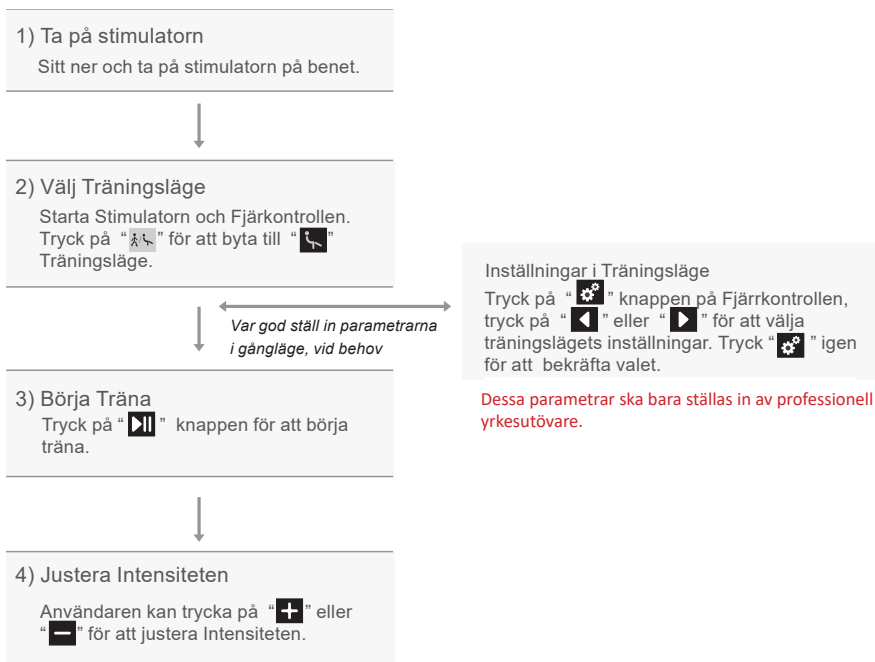 1) Ta på stimulatorn
Sitt ner och ta på stimulatorn på benet.
2) Välj Träningsläge
Starta Stimulatorn och Fjärkontrollen.
Tryck på “ ” för att byta till “ ”
Träningsläge.
Var god ställ in parametrarna
i gångläge, vid behov
Inställningar i Träningsläge
Tryck på “ ” knappen på Fjärrkontrollen,
tryck på “ ” eller “ ” för att välja
träningslägets inställningar. Tryck “ ” igen
för att bekräfta valet.
Dessa parametrar ska bara ställas in av professionell
yrkesutövare.
3) Börja Träna
Tryck på “ ” knappen för att börja
träna.
4) Justera Intensiteten
Användaren kan trycka på “+” eller
“−” för att justera Intensiteten.